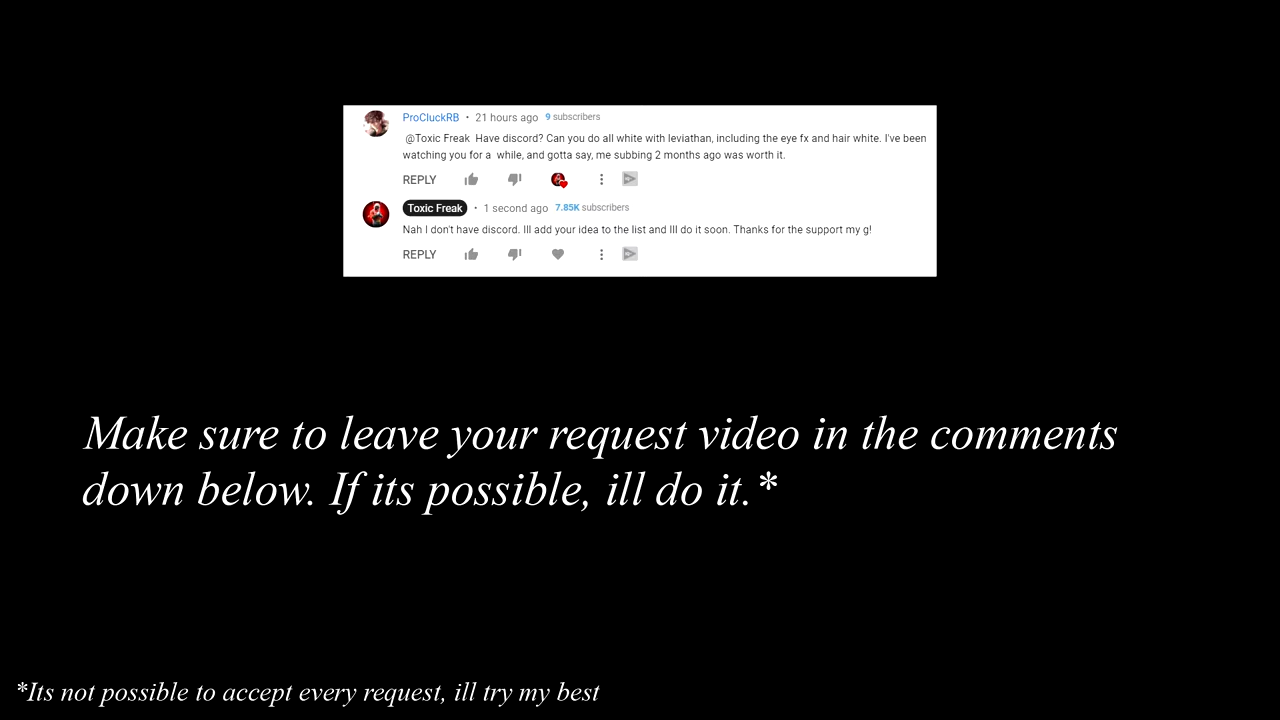 ProCluckRB • 21 hours ago 9 subscribers
@Toxic Freak Have discord? Can you do all white with leviathan, including the eye fx and hair white. I've been
watching you for a while, and gotta say, me subbing 2 months ago was worth it.
REPLY
Toxic Freak • 1 second ago 7.85K subscribers
Nah I don't have discord. Ill add your idea to the list and Ill do it soon. Thanks for the support my g!
REPLY
Make sure to leave your request video in the comments
down below. If its possible, ill do it.*
*Its not possible to accept every request, ill try my best